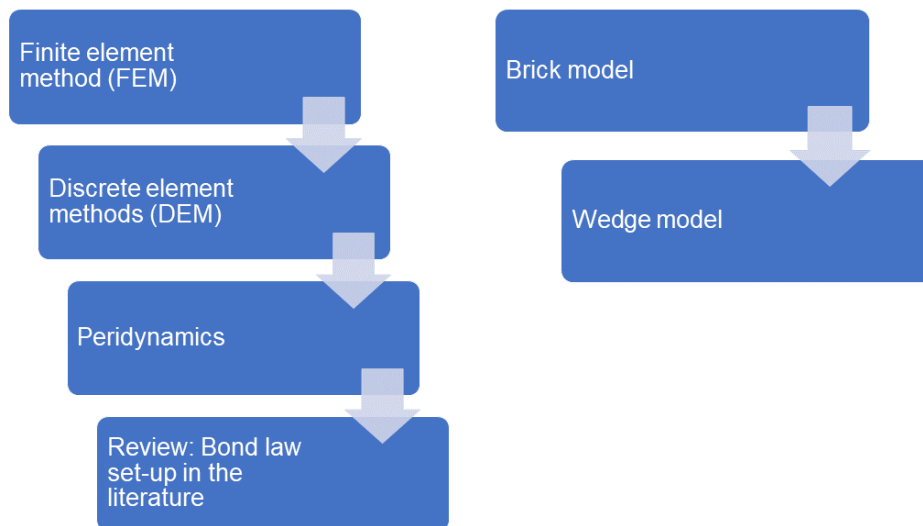 Finite element
method (FEM)
Discrete element
methods (DEM)
Peridynamics
Review: Bond law
set-up in the
literature
Brick model
Wedge model